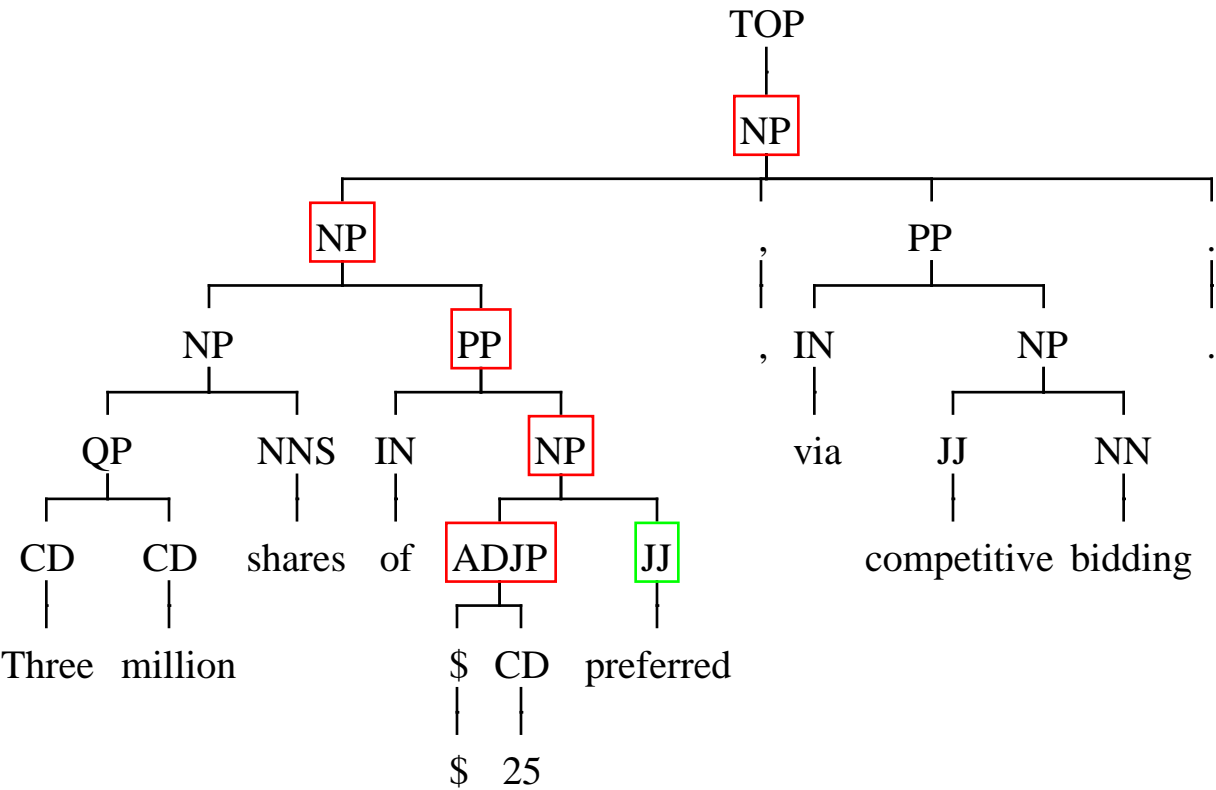 TOP
NP
NP , PP .
NP PP , IN NP .
QP NNS IN NP via JJ NN
CD CD shares of ADJP JJ competitive bidding
Three million $ CD preferred
$ 25